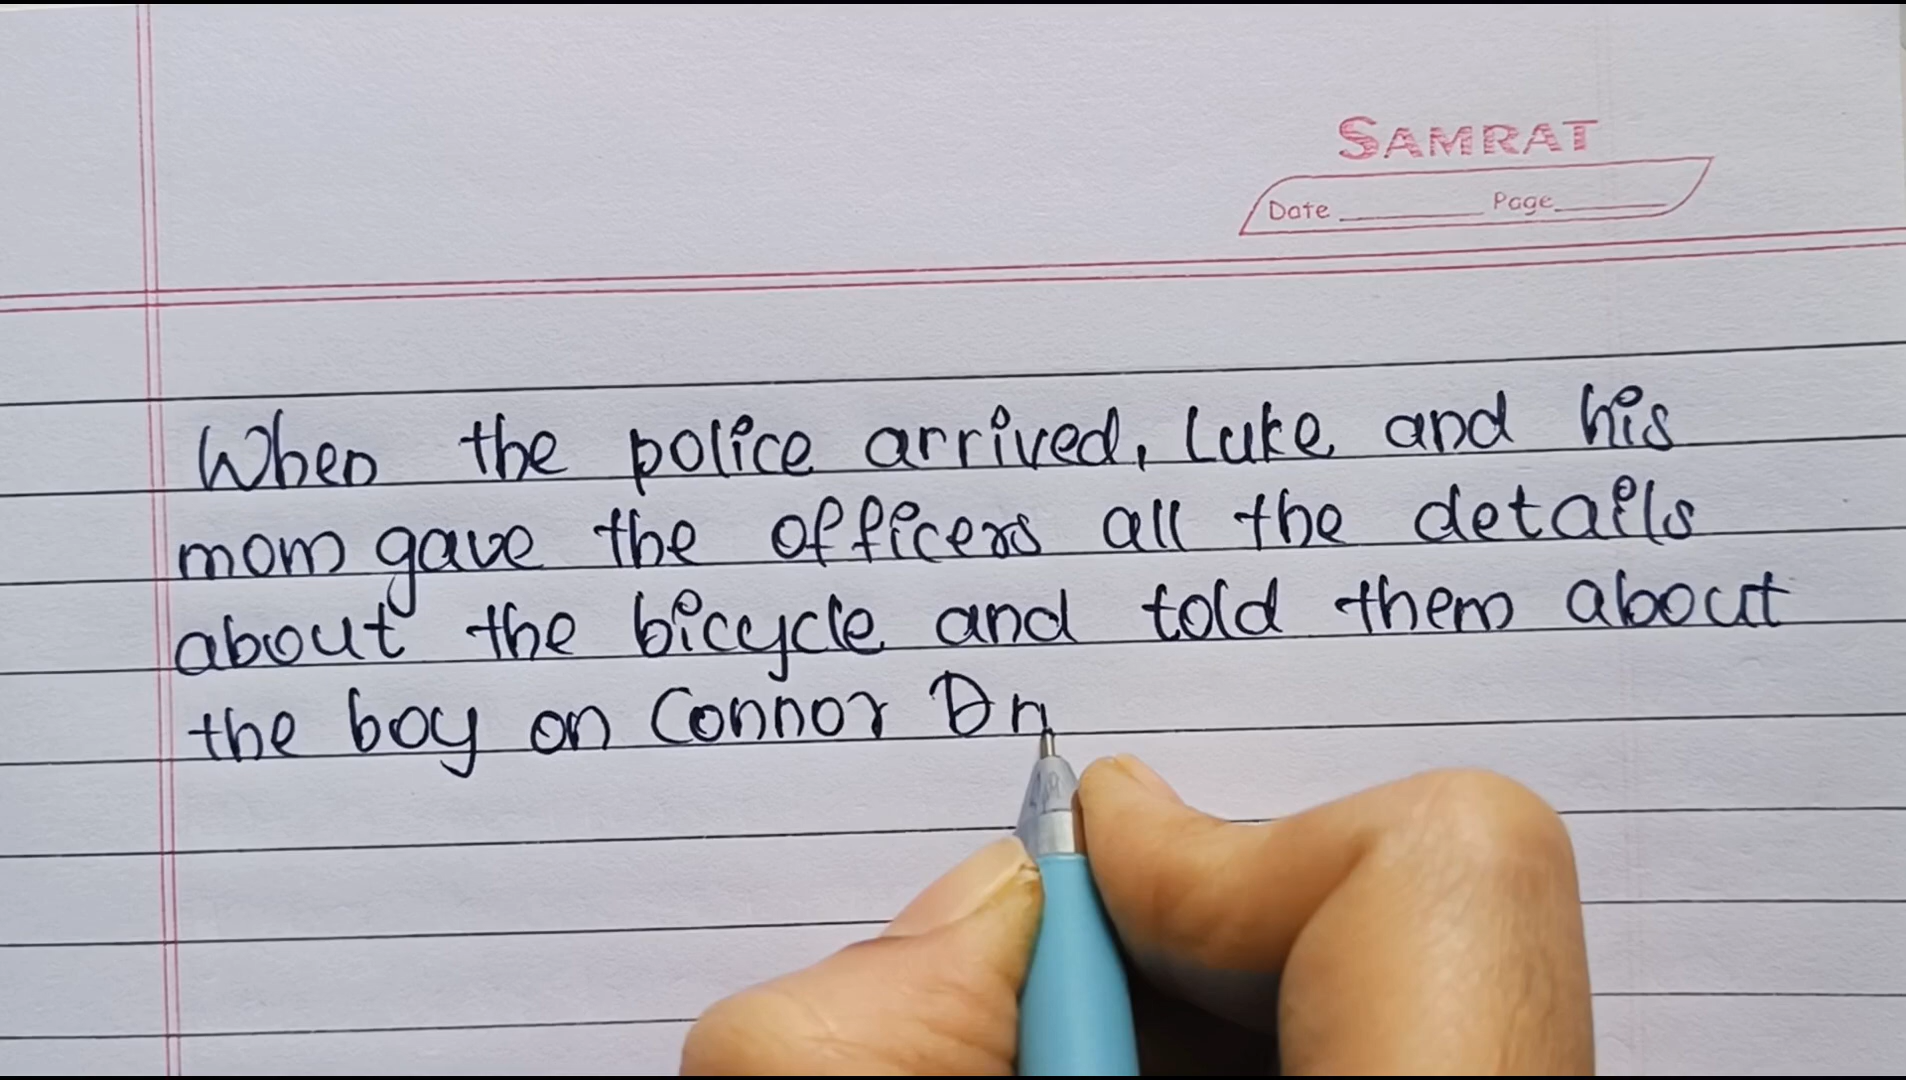 SAMRAT
Date Page
When the police arrived, Luke and his
mom gave the officers all the details
about the bicycle and told them about
the boy on Connor Dri